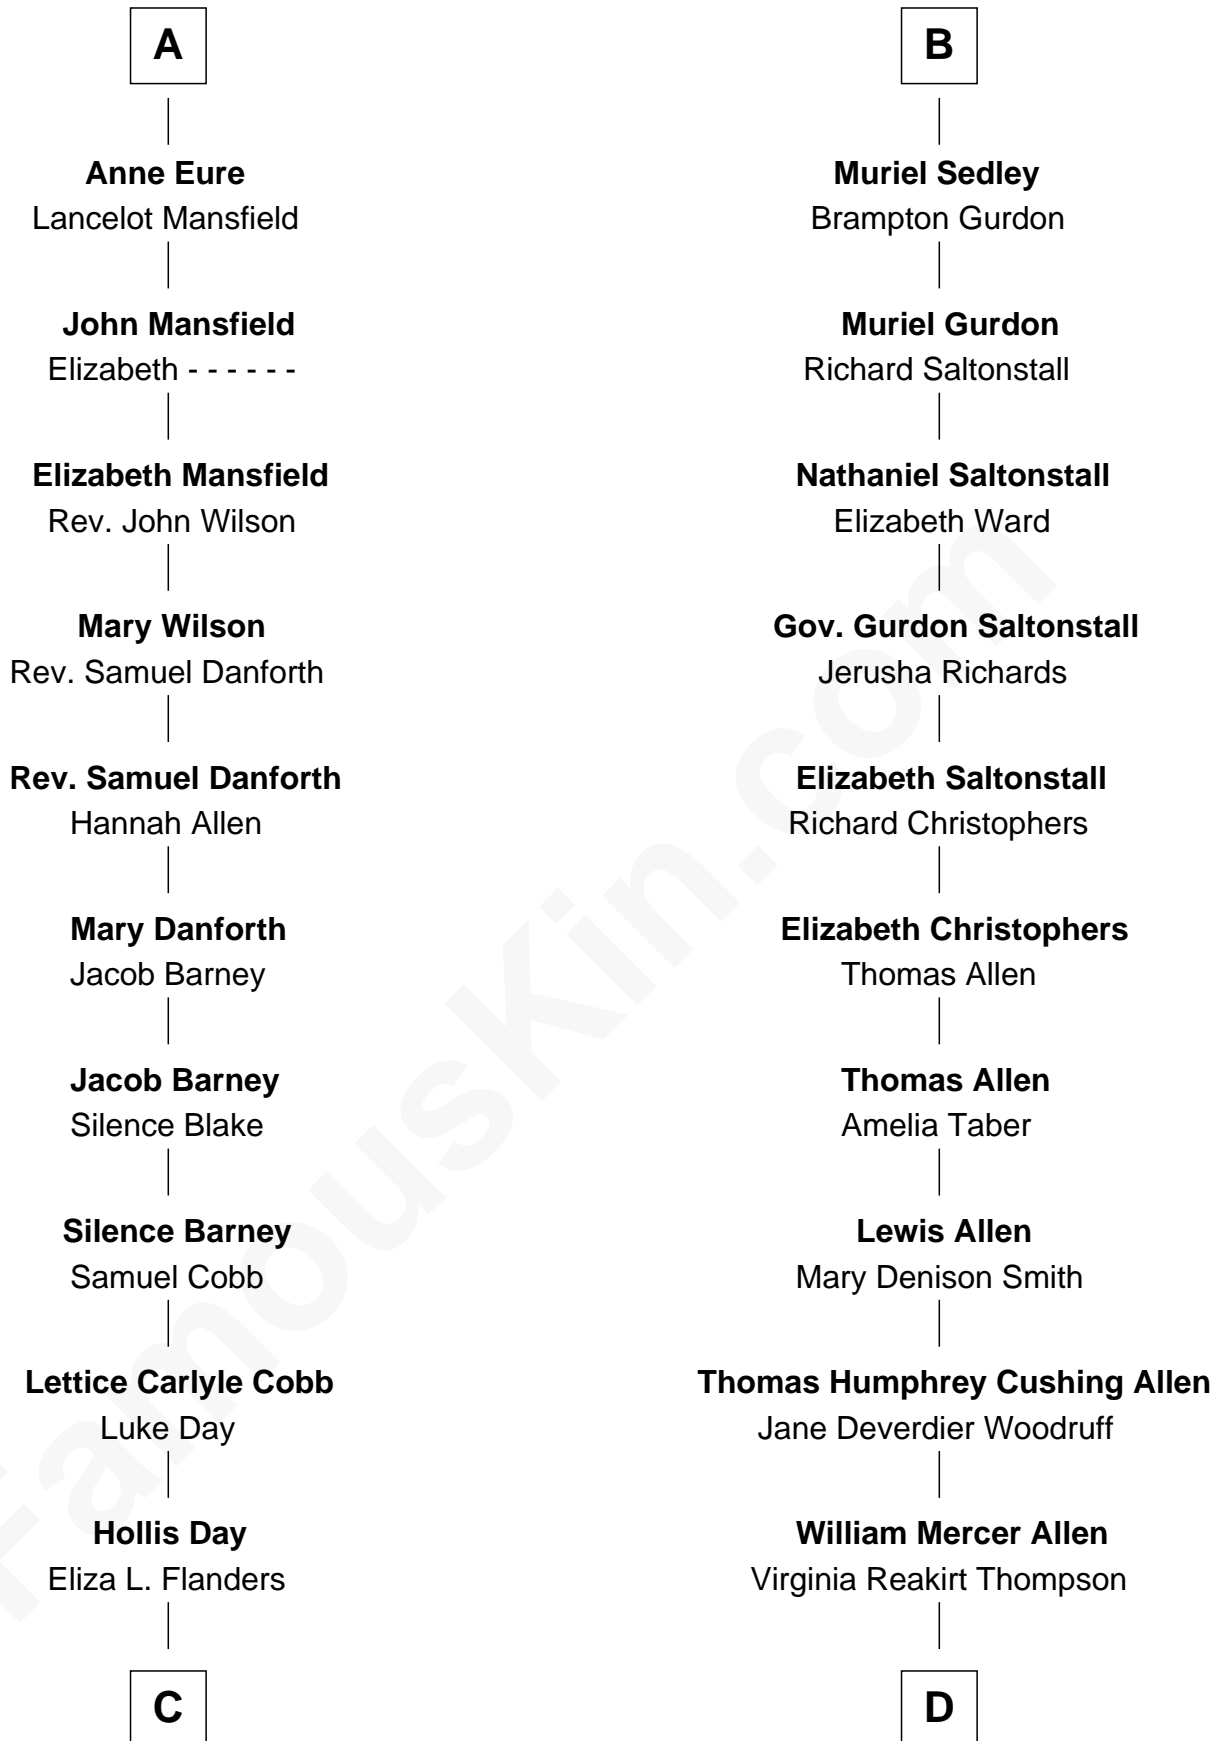 A
Anne Eure
Lancelot Mansfield
John Mansfield
Elizabeth - - - - - -
Elizabeth Mansfield
Rev. John Wilson
Mary Wilson
Rev. Samuel Danforth
Rev. Samuel Danforth
Hannah Allen
Mary Danforth
Jacob Barney
Jacob Barney
Silence Blake
Silence Barney
Samuel Cobb
Lettice Carlyle Cobb
Luke Day
Hollis Day
Eliza L. Flanders
C
B
Muriel Sedley
Brampton Gurdon
Muriel Gurdon
Richard Saltonstall
Nathaniel Saltonstall
Elizabeth Ward
Gov. Gurdon Saltonstall
Jerusha Richards
Elizabeth Saltonstall
Richard Christophers
Elizabeth Christophers
Thomas Allen
Thomas Allen
Amelia Taber
Lewis Allen
Mary Denison Smith
Thomas Humphrey Cushing Allen
Jane Deverdier Woodruff
William Mercer Allen
Virginia Reakirt Thompson
D
FamousKin.com